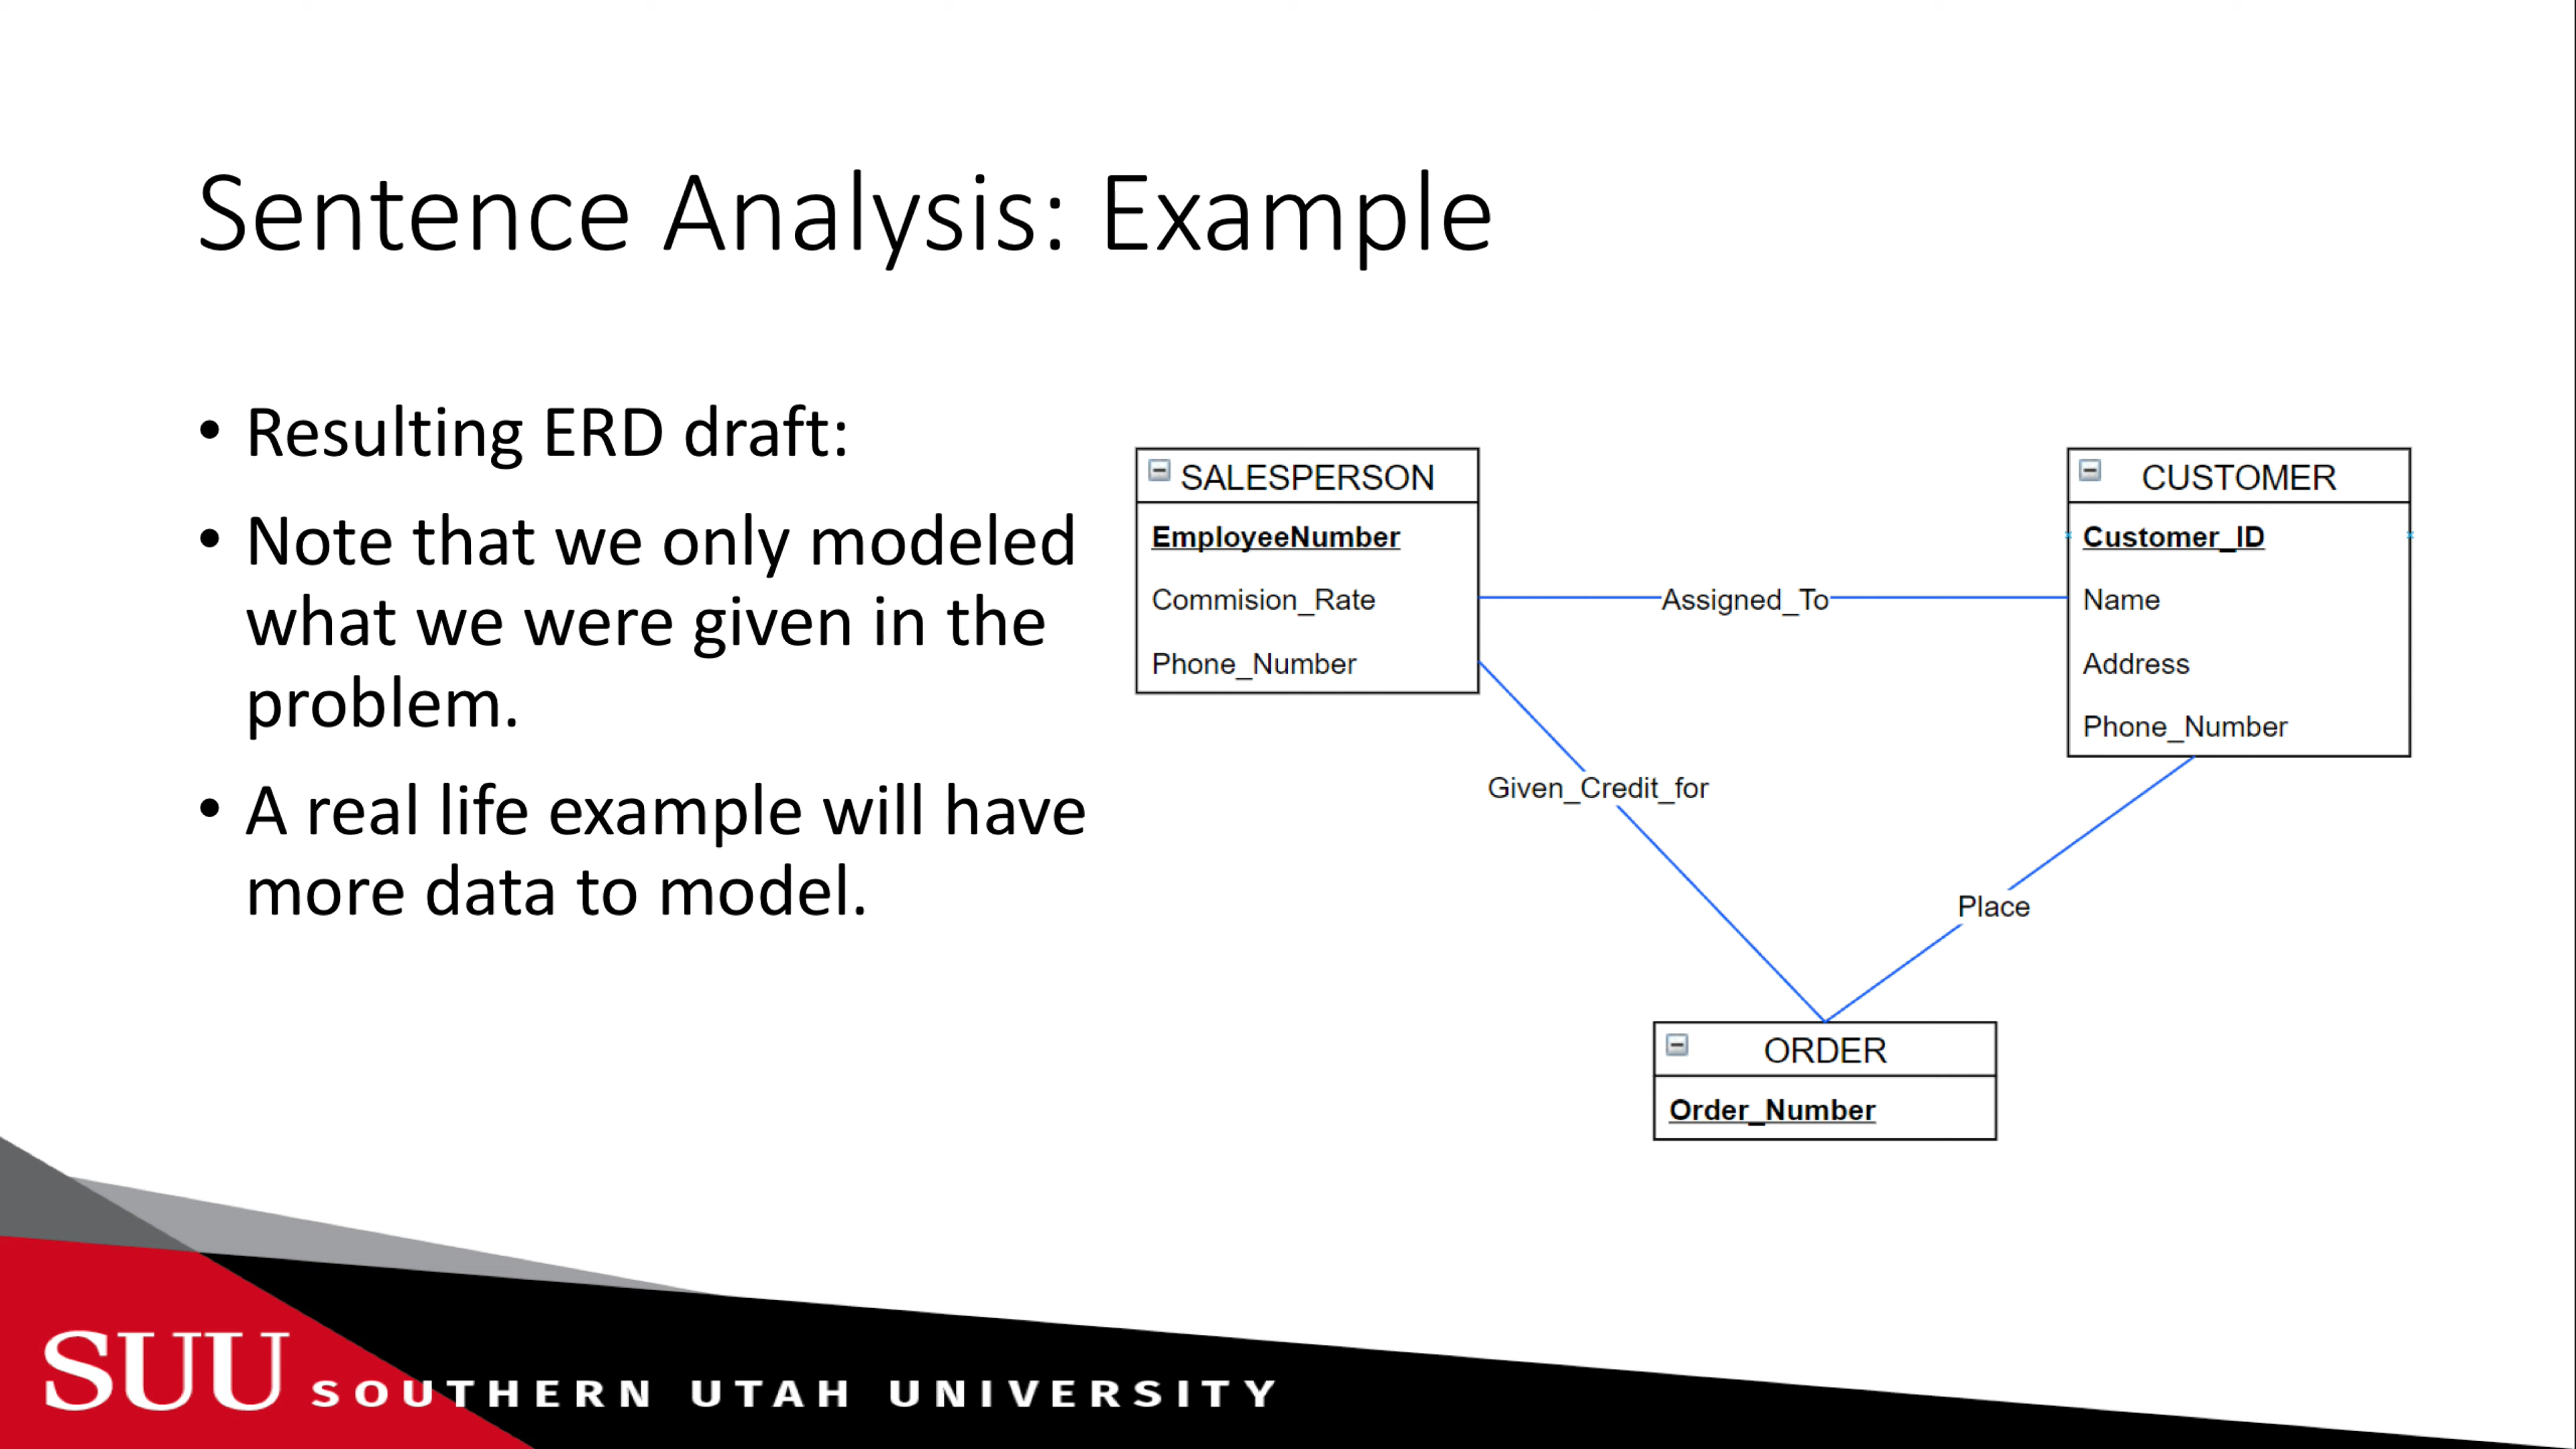 Sentence Analysis: Example
• Resulting ERD draft:
• Note that we only modeled
what we were given in the
problem.
• A real life example will have
more data to model.
SALESPERSON
EmployeeNumber
Commision_Rate
Phone_Number
Assigned_To
CUSTOMER
Customer_ID
Name
Address
Phone_Number
Given_Credit_for
Place
ORDER
Order_Number
SUU SOUTHERN UTAH UNIVERSITY